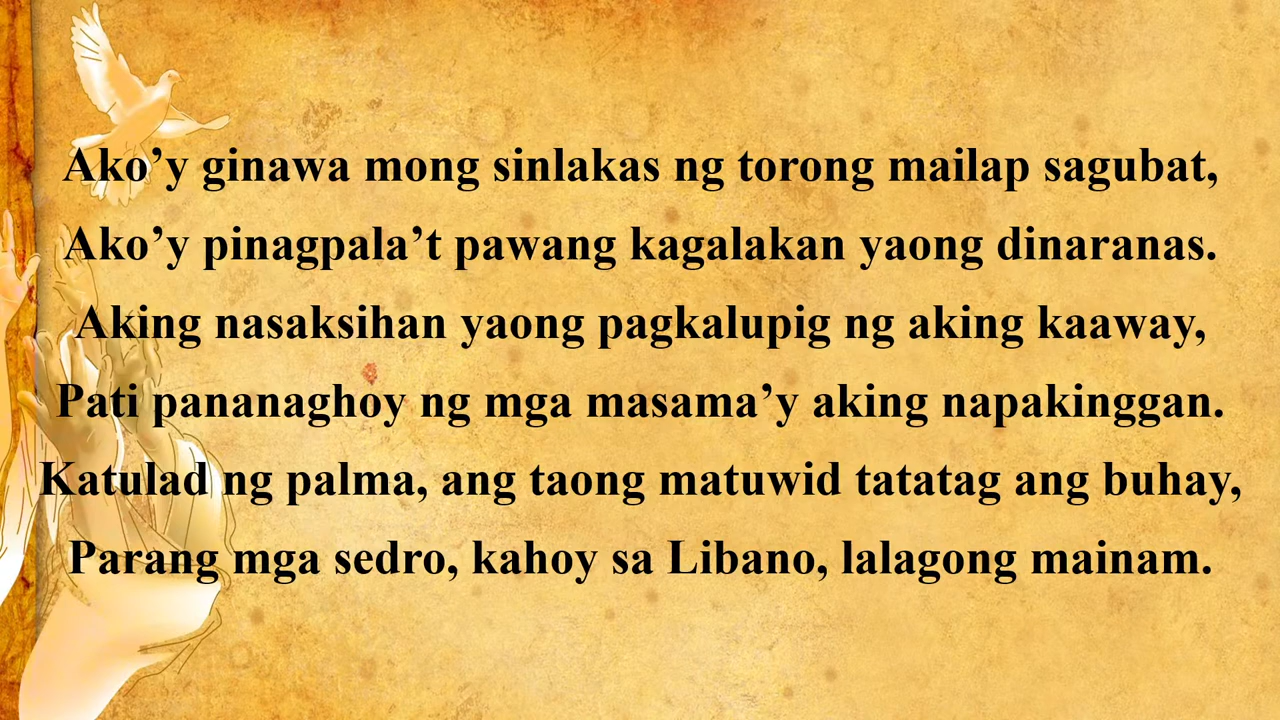 Ako’y ginawa mong sinlakas ng torong mailap sagubat,
Ako’y pinagpala’t pawang kagalakan yaong dinaranas.
Aking nasaksihan yaong pagkalupig ng aking kaaway,
Pati pananaghoy ng mga masama’y aking napakinggan.
Katulad ng palma, ang taong matuwid tatatag ang buhay,
Parang mga sedro, kahoy sa Libano, lalagong mainam.